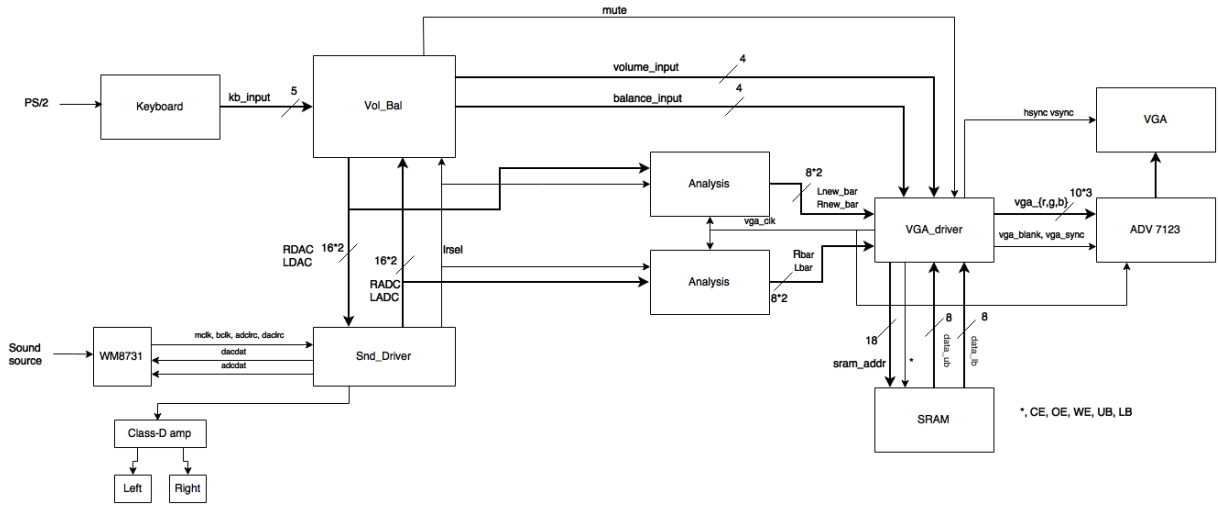 mute
volume_input
4
balance_input
4
PS/2
Keyboard
kb_input
5
Vol_Bal
hsync vsync
VGA
Analysis
8*2
Lnew_bar
Rnew_bar
vga_clk
VGA_driver
vga_{r,g,b}
10*3
vga_blank, vga_sync
ADV 7123
RDAC
LDAC
16*2
16*2
RADC
LADC
lrsel
Analysis
Rbar
Lbar
8*2
18
sram_addr
*
8
data_ub
8
data_lb
SRAM
*, CE, OE, WE, UB, LB
Sound
source
WM8731
mclk, bclk, adclrc, daclrc
dacdat
adcdat
Snd_Driver
Class-D amp
Left
Right